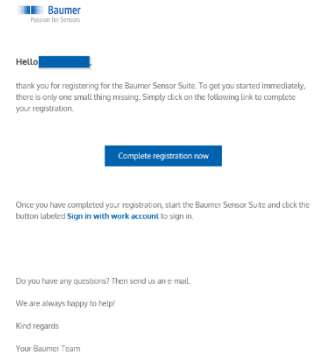 Baumer
Passion for Sensors
Hello
thank you for registering for the Baumer Sensor Suite. To get you started immediately,
there is only one small thing missing: Simply click on the following link to complete
your registration.
Complete registration now
Once you have completed your registration, start the Baumer Sensor Suite and click the
button labeled Sign in with work account to sign in.
Do you have any questions? Then send us an e-mail.
We are always happy to help!
Kind regards
Your Baumer Team